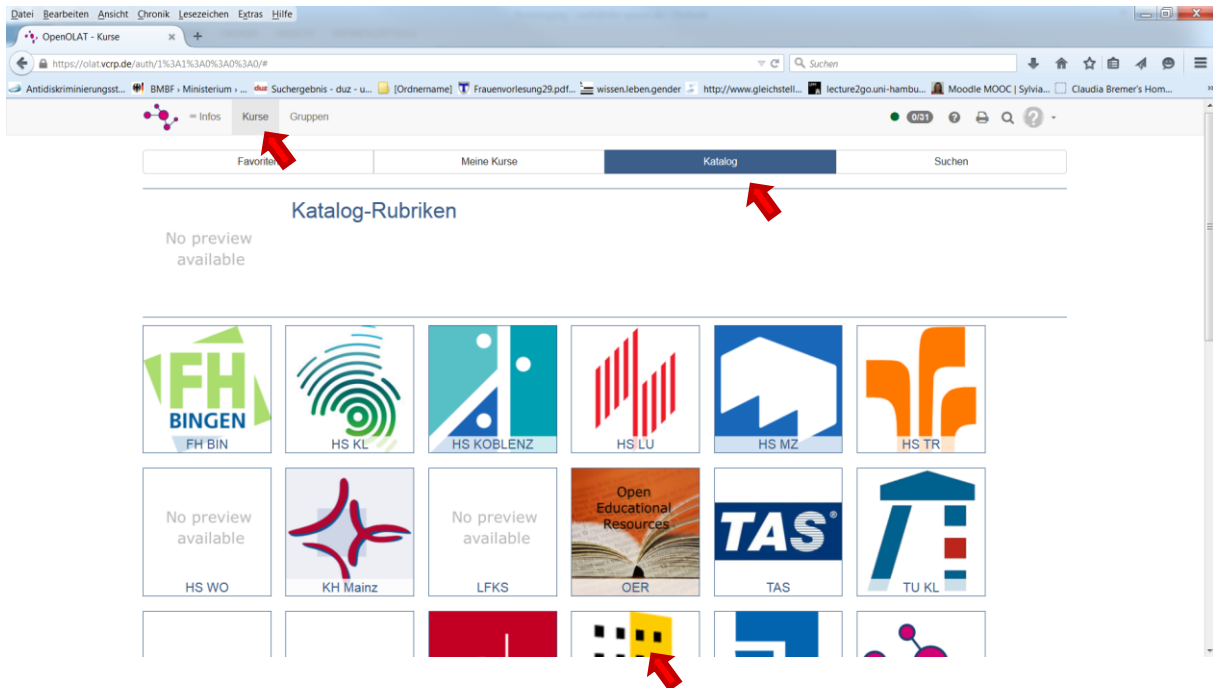 Datei Bearbeiten Ansicht Chronik Lesezeichen Extras Hilfe
OpenOLAT - Kurse × +
https://olat.vcrp.de/auth/1%3A1%3A0%3A0%3A0/# Suchen
Antidiskriminierungsst... BMBF › Ministerium › ... duz Suchergebnis - duz - u... [Ordnername] Frauenvorlesung29.pdf... wissen.leben.gender http://www.gleichstell... lecture2go.uni-hambu... Moodle MOOC | Sylvia... Claudia Bremer's Hom... »
= Infos Kurse Gruppen 0/31
Favoriten Meine Kurse Katalog Suchen
Katalog-Rubriken
No preview
available
FH
BINGEN
FH BIN HS KL HS KOBLENZ HS LU HS MZ HS TR
No preview
available
No preview
available
Open
Educational
Resources
TAS®
HS WO KH Mainz LFKS OER TAS TU KL